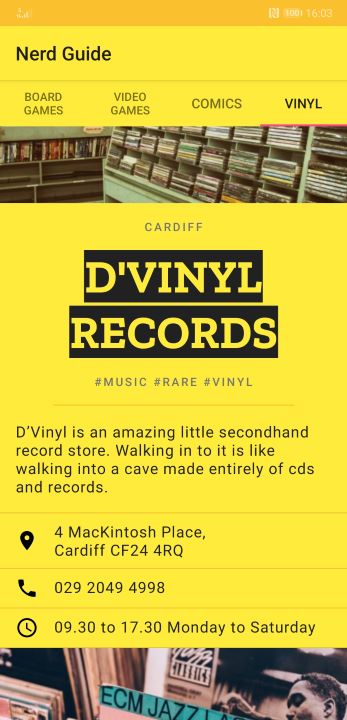 100 16:03
Nerd Guide
BOARD
GAMES
VIDEO
GAMES
COMICS
VINYL
CARDIFF
D'VINYL
RECORDS
#MUSIC #RARE #VINYL
D’Vinyl is an amazing little secondhand
record store. Walking in to it is like
walking into a cave made entirely of cds
and records.
4 MacKintosh Place,
Cardiff CF24 4RQ
029 2049 4998
09.30 to 17.30 Monday to Saturday
CLASSICS
ECM JAZZ